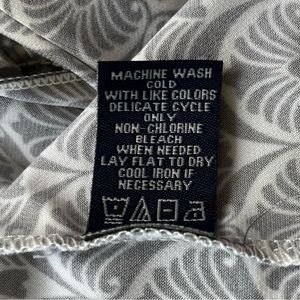 MACHINE WASH
COLD
WITH LIKE COLORS
DELICATE CYCLE
ONLY
NON-CHLORINE
BLEACH
WHEN NEEDED
LAY FLAT TO DRY
COOL IRON IF
NECESSARY